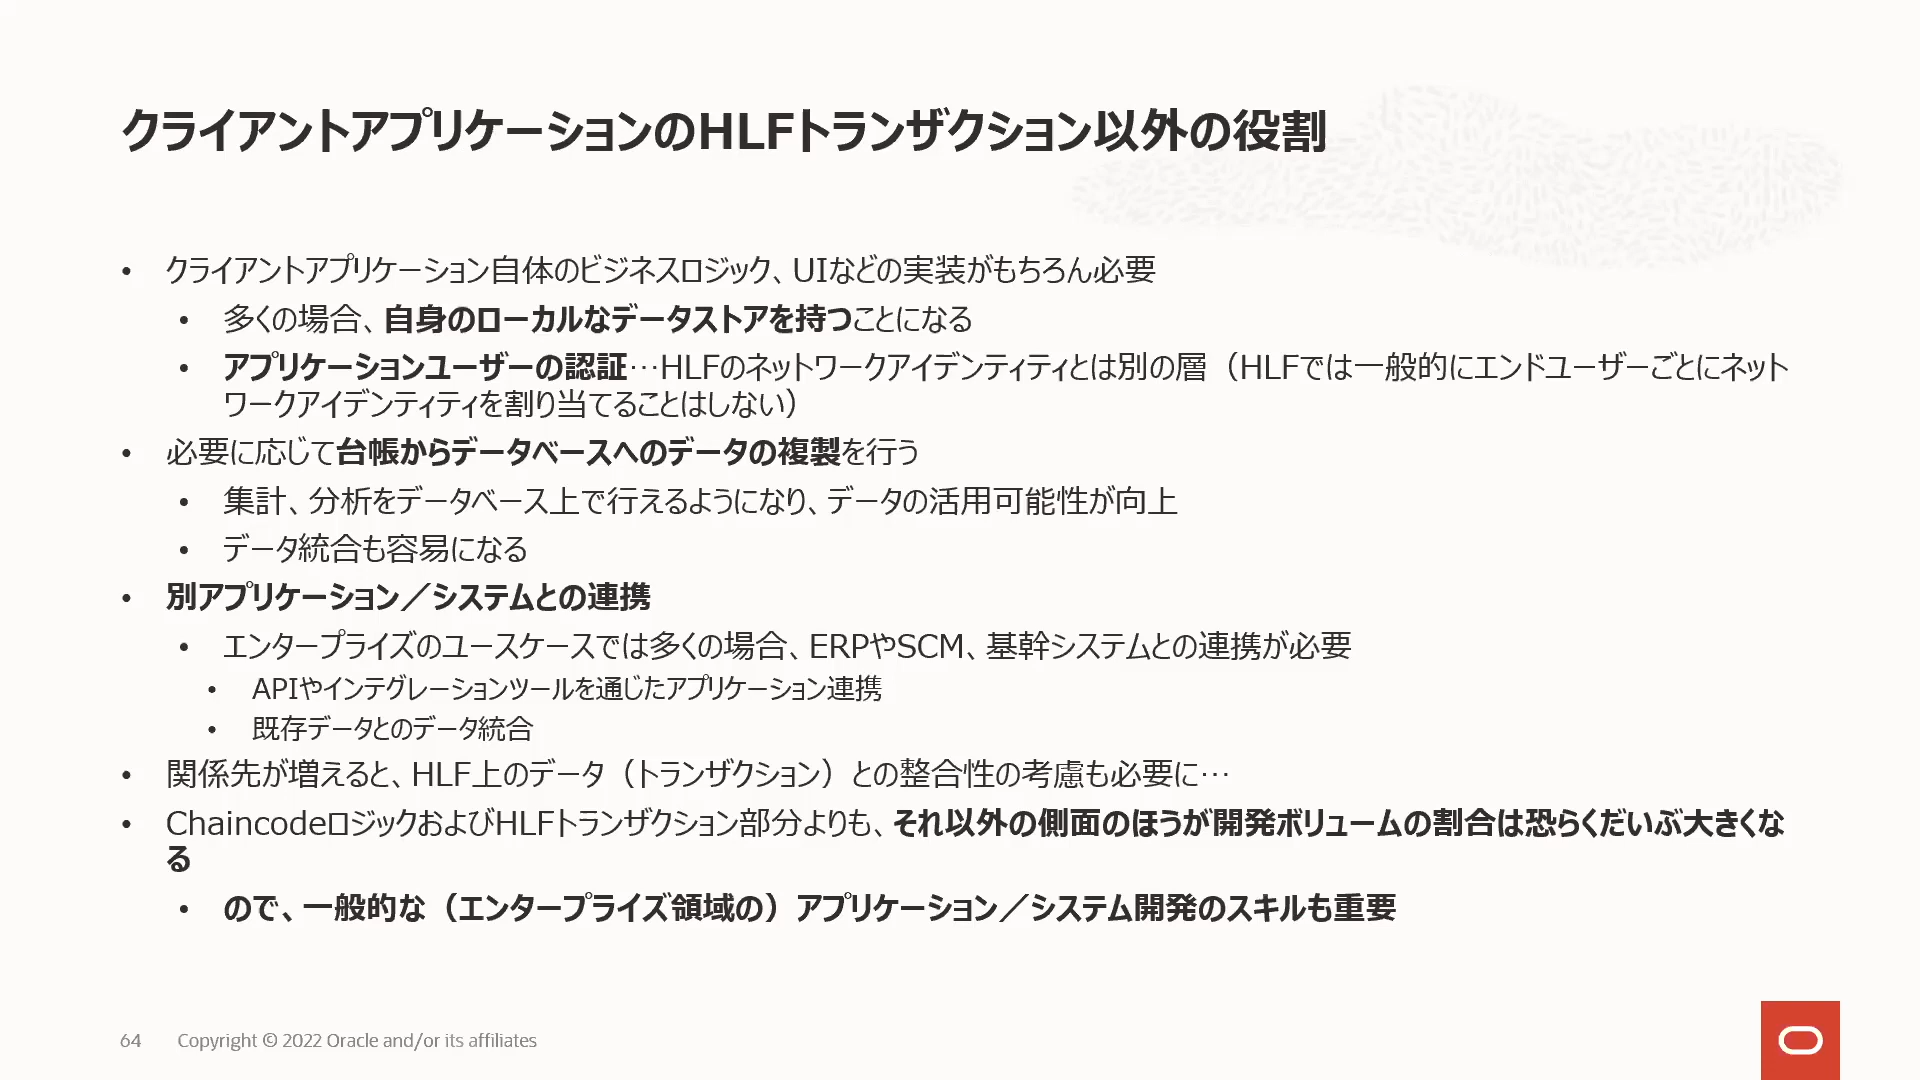 クライアントアプリケーションのHLFトランザクション以外の役割
• クライアントアプリケーション自体のビジネスロジック、UIなどの実装がもちろん必要
• 多くの場合、自身のローカルなデータストアを持つことになる
• アプリケーションユーザーの認証…HLFのネットワークアイデンティティとは別の層（HLFでは一般的にエンドユーザーごとにネット
ワークアイデンティティを割り当てることはしない）
• 必要に応じて台帳からデータベースへのデータの複製を行う
• 集計、分析をデータベース上で行えるようになり、データの活用可能性が向上
• データ統合も容易になる
• 別アプリケーション／システムとの連携
• エンタープライズのユースケースでは多くの場合、ERPやSCM、基幹システムとの連携が必要
• APIやインテグレーションツールを通じたアプリケーション連携
• 既存データとのデータ統合
• 関係先が増えると、HLF上のデータ（トランザクション）との整合性の考慮も必要に…
• ChaincodeロジックおよびHLFトランザクション部分よりも、それ以外の側面のほうが開発ボリュームの割合は恐らくだいぶ大きくな
る
• ので、一般的な（エンタープライズ領域の）アプリケーション／システム開発のスキルも重要
64 Copyright © 2022 Oracle and/or its affiliates